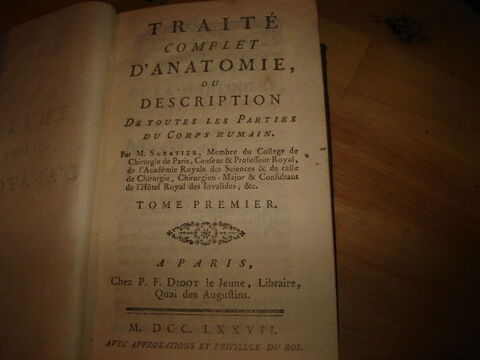 TRAITÉ
COMPLET
D'ANATOMIE,
OU
DESCRIPTION
DE TOUTES LES PARTIES
DU CORPS HUMAIN.
Par M. SABATIER, Membre du College de
Chirurgie de Paris, Censeur & Professeur Royal,
de l'Académie Royale des Sciences & de celle
de Chirurgie, Chirurgien-Major & Consultant
de l'Hôtel Royal des Invalides, &c.
TOME PREMIER.
A PARIS,
Chez P. F. DIDOT le Jeune, Libraire,
Quai des Augustins.
M. DCC. LXXVII.
AVEC APPROBATIONS ET PRIVILEGE DU ROI.